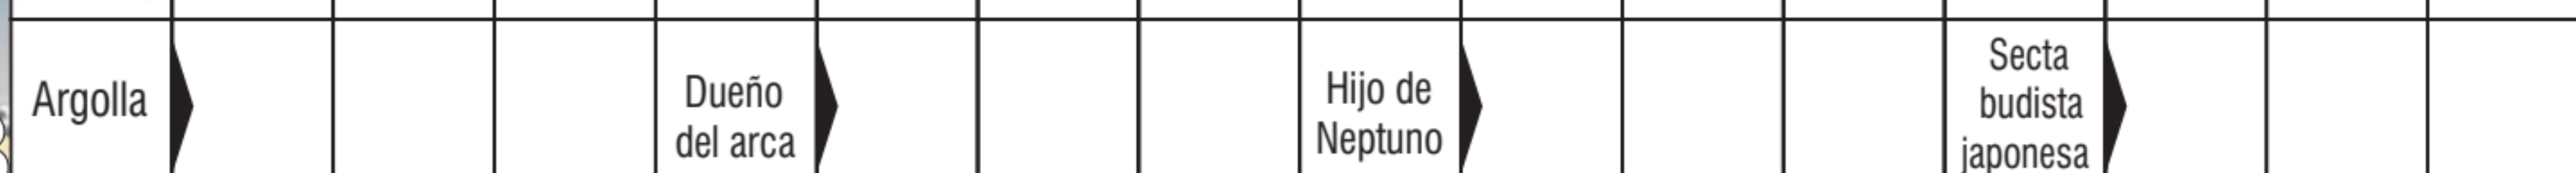 Argolla
Dueño
del arca
Hijo de
Neptuno
Secta
budista
japonesa